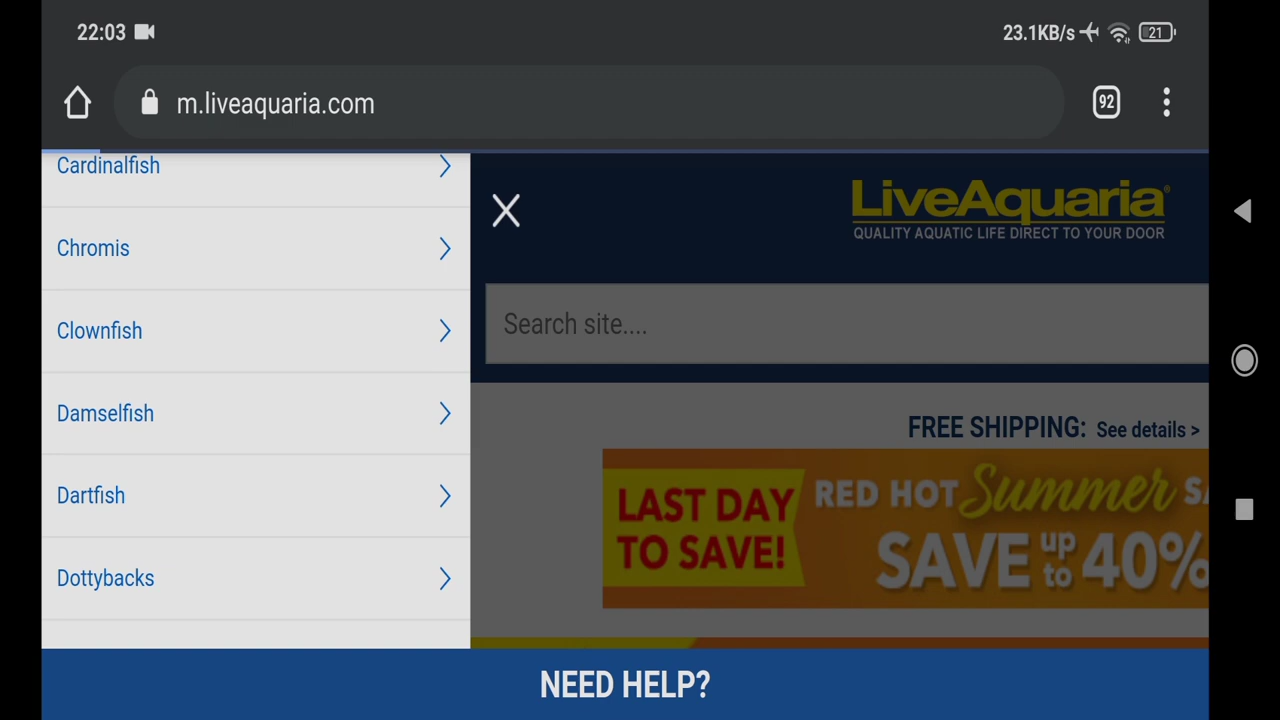 22:03
23.1KB/s
21
m.liveaquaria.com
92
Cardinalfish
Chromis
Clownfish
Damselfish
Dartfish
Dottybacks
LiveAquaria®
QUALITY AQUATIC LIFE DIRECT TO YOUR DOOR
Search site....
FREE SHIPPING: See details >
LAST DAY
TO SAVE!
RED HOT Summer SA
SAVE up to 40%
NEED HELP?